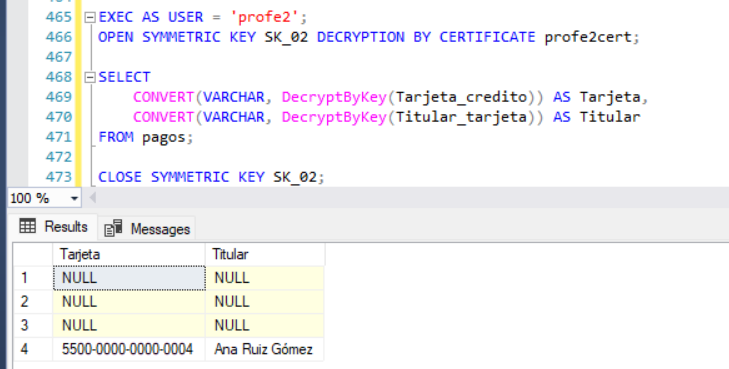 465 EXEC AS USER = 'profe2';
466 OPEN SYMMETRIC KEY SK_02 DECRYPTION BY CERTIFICATE profe2cert;
467
468 SELECT
469 CONVERT(VARCHAR, DecryptByKey(Tarjeta_credito)) AS Tarjeta,
470 CONVERT(VARCHAR, DecryptByKey(Titular_tarjeta)) AS Titular
471 FROM pagos;
472
473 CLOSE SYMMETRIC KEY SK_02;
100 %
Results Messages
Tarjeta Titular
1 NULL NULL
2 NULL NULL
3 NULL NULL
4 5500-0000-0000-0004 Ana Ruiz Gómez